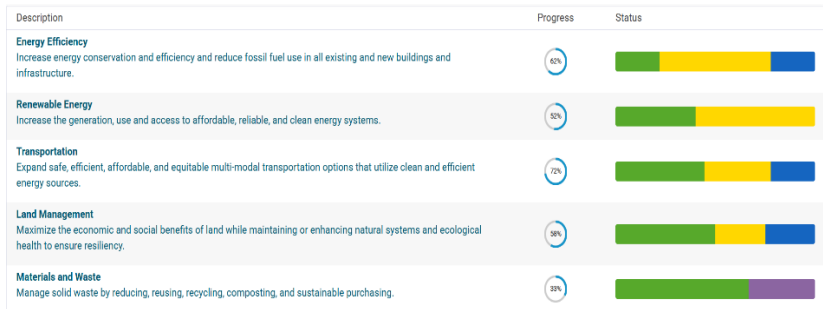 Description Progress Status
Energy Efficiency
Increase energy conservation and efficiency and reduce fossil fuel use in all existing and new buildings and
infrastructure.
62%
Renewable Energy
Increase the generation, use and access to affordable, reliable, and clean energy systems.
52%
Transportation
Expand safe, efficient, affordable, and equitable multi-modal transportation options that utilize clean and efficient
energy sources.
72%
Land Management
Maximize the economic and social benefits of land while maintaining or enhancing natural systems and ecological
health to ensure resiliency.
58%
Materials and Waste
Manage solid waste by reducing, reusing, recycling, composting, and sustainable purchasing.
33%